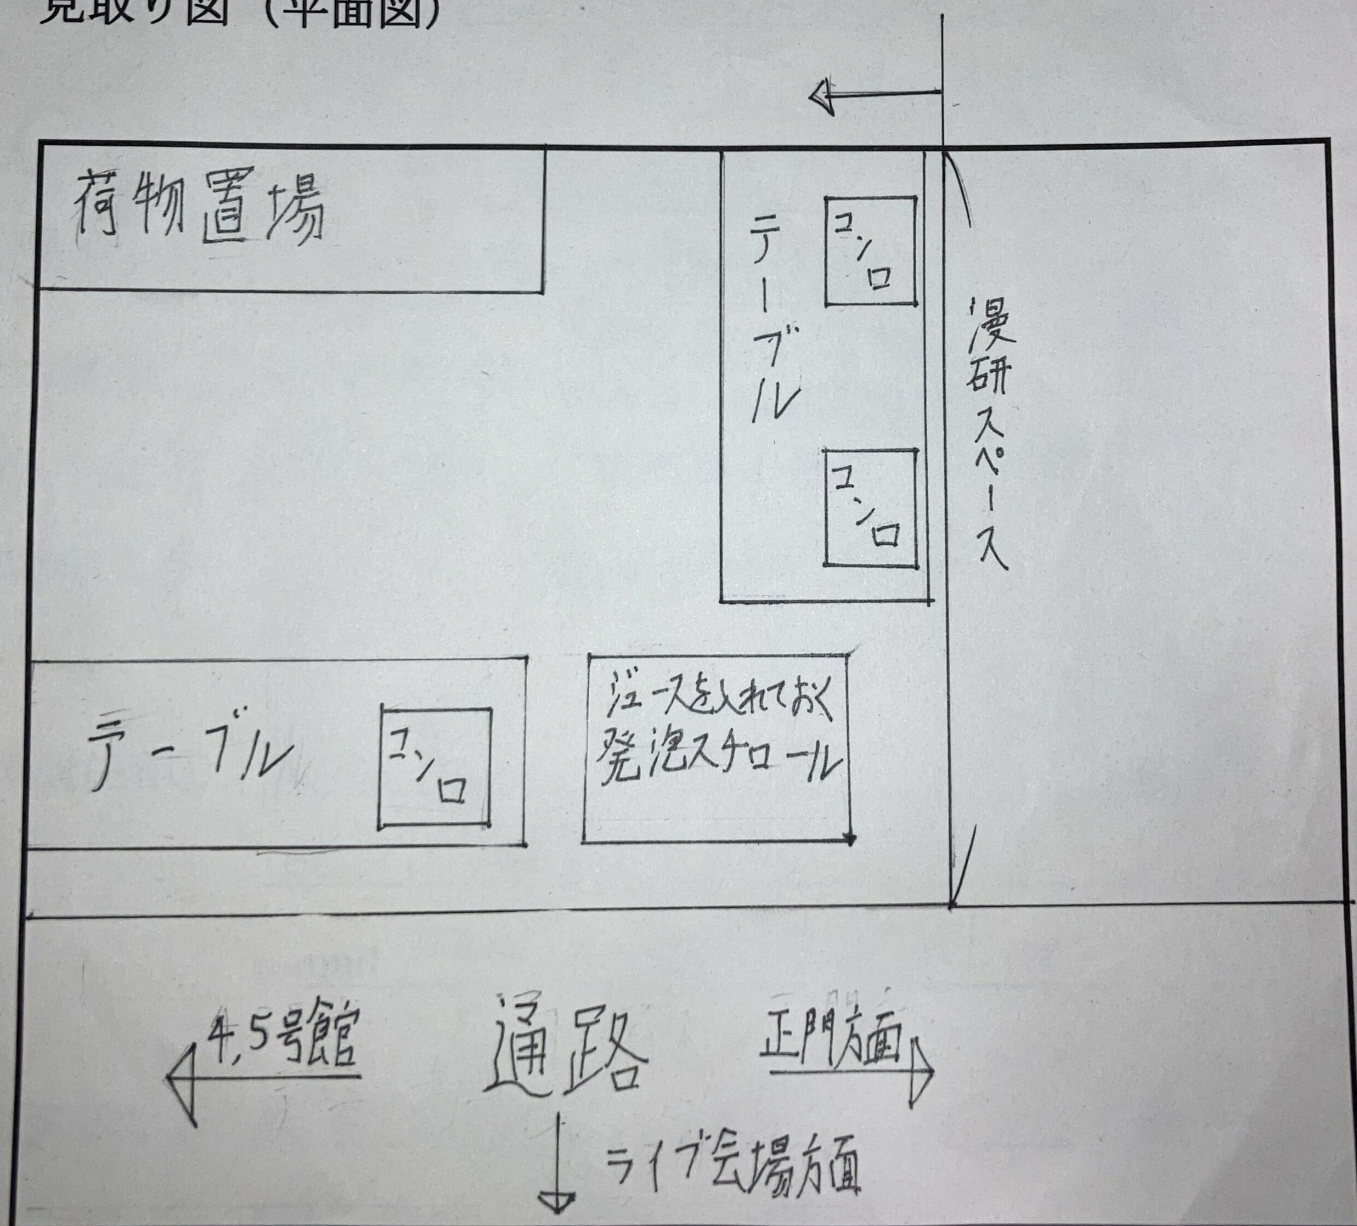 見取り図（平面図）
荷物置場
テーブル
コンロ
コンロ
漫研スペース
テーブル
コンロ
ジュースを入れておく
発泡スチロール
4,5号館
通路
正門方面
ライブ会場方面